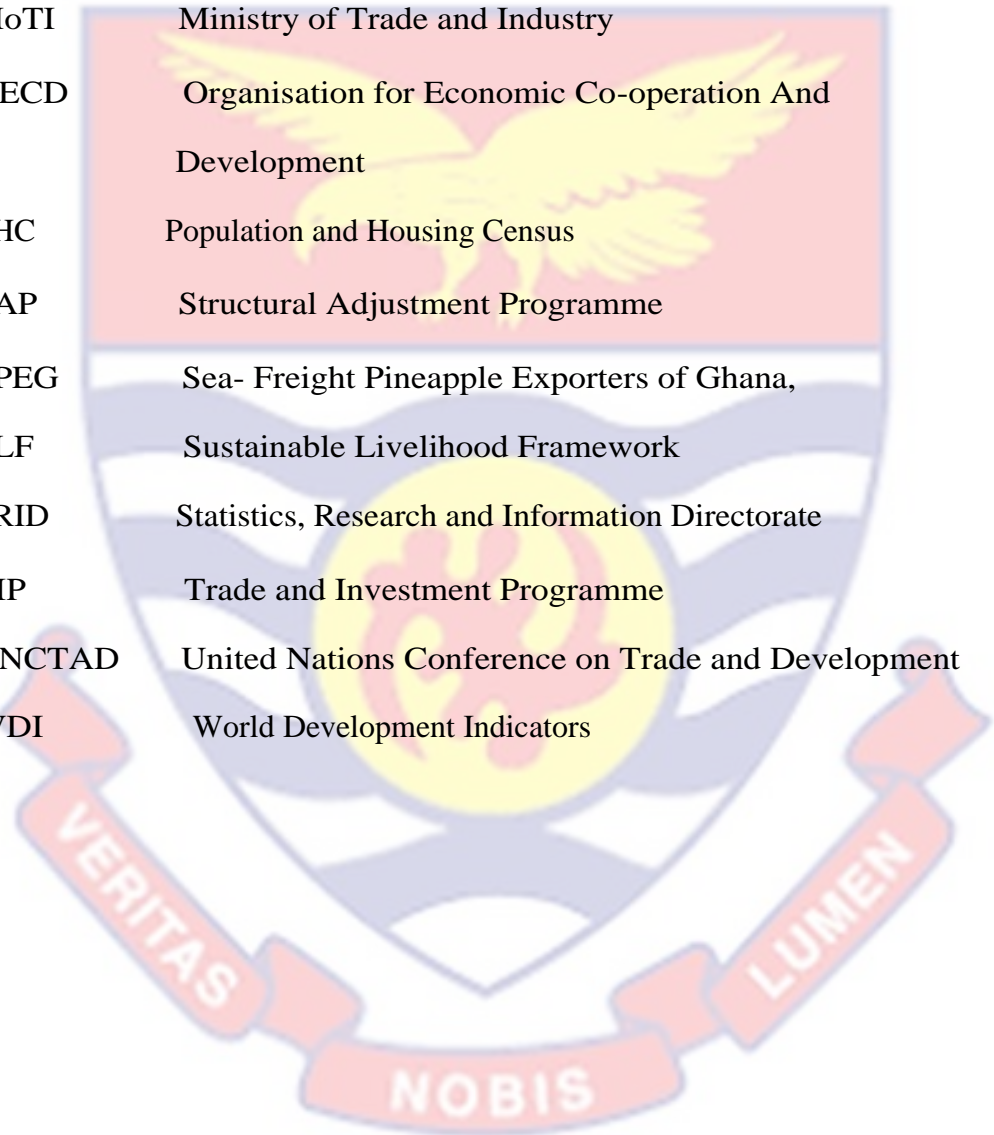 IoTI Ministry of Trade and Industry
ECD Organisation for Economic Co-operation And
Development
HC Population and Housing Census
AP Structural Adjustment Programme
PEG Sea- Freight Pineapple Exporters of Ghana,
LF Sustainable Livelihood Framework
RID Statistics, Research and Information Directorate
IP Trade and Investment Programme
NCTAD United Nations Conference on Trade and Development
VDI World Development Indicators
VERITAS
NOBIS
LUMEN